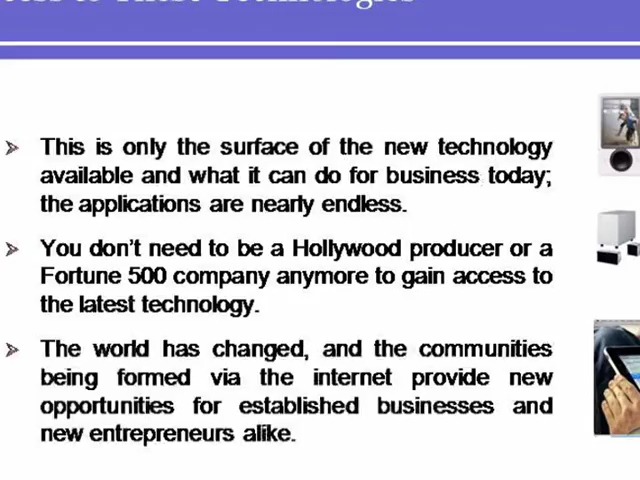 to These Technologies
This is only the surface of the new technology
available and what it can do for business today;
the applications are nearly endless.
You don't need to be a Hollywood producer or a
Fortune 500 company anymore to gain access to
the latest technology.
The world has changed, and the communities
being formed via the internet provide new
opportunities for established businesses and
new entrepreneurs alike.